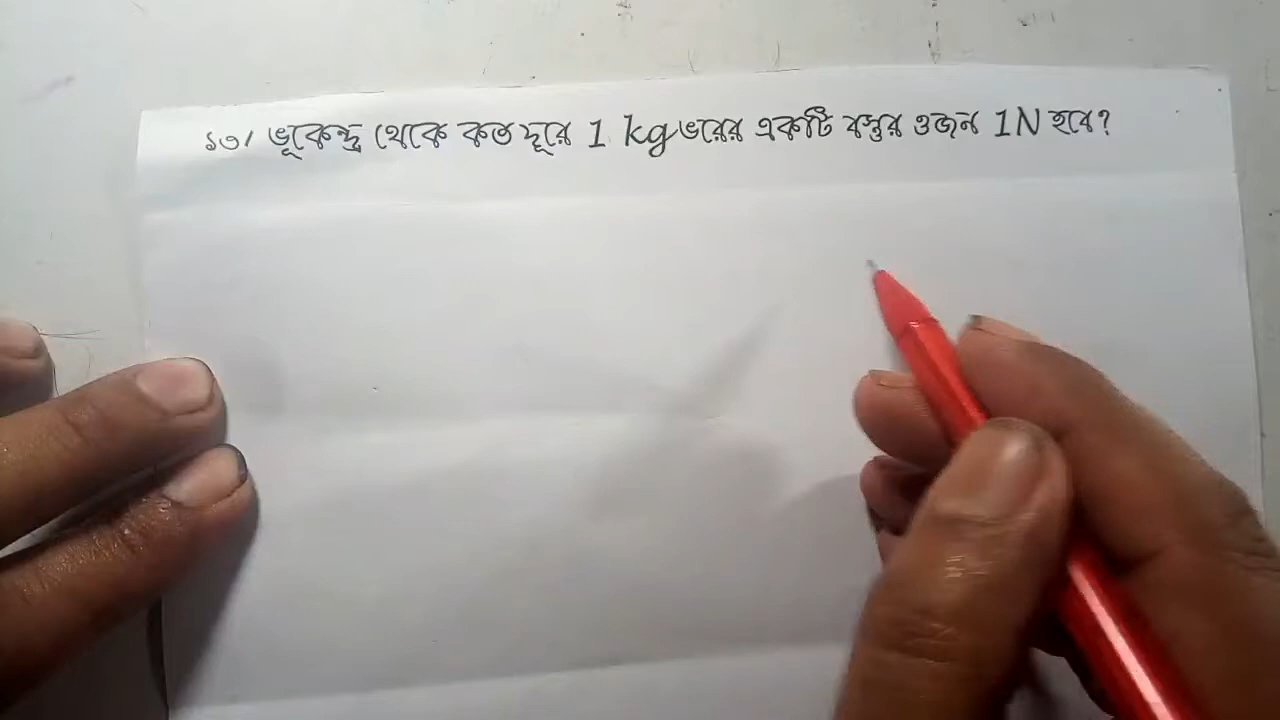 ১৩। ভূকেন্দ্র থেকে কত দূরে 1 kg ভরের একটি বস্তুর ওজন 1N হবে?